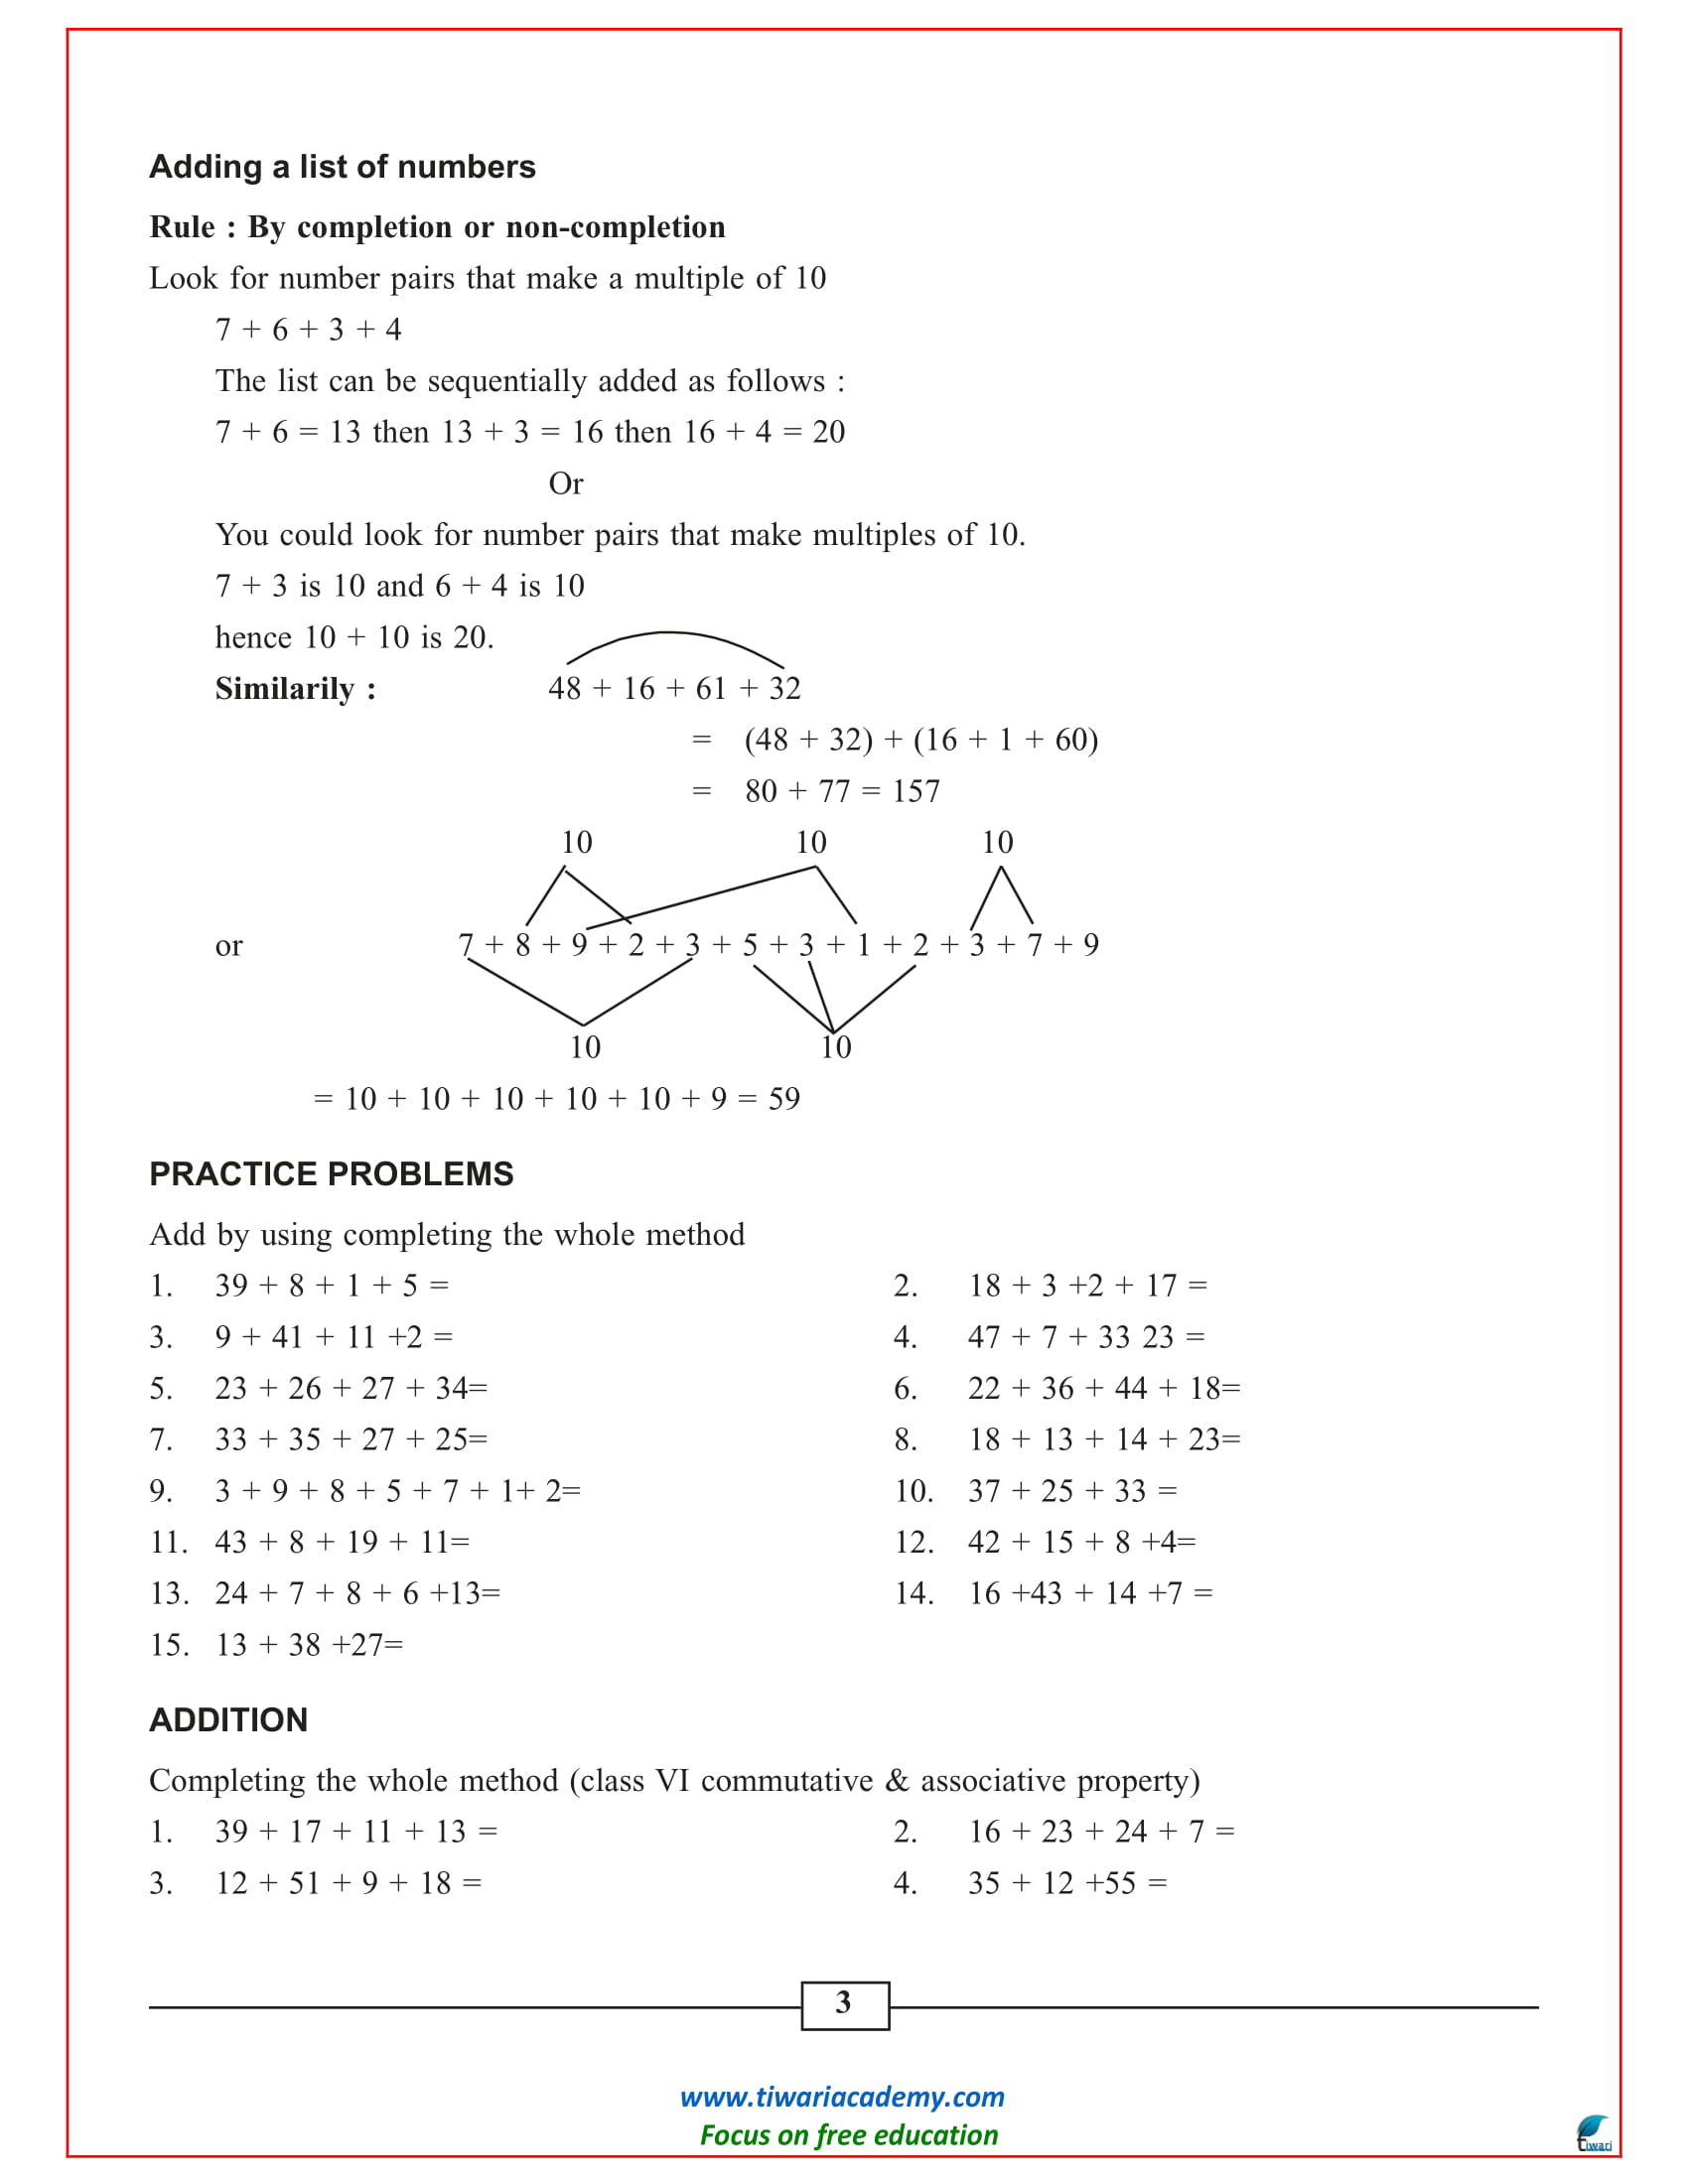 Adding a list of numbers
Rule : By completion or non-completion
Look for number pairs that make a multiple of 10
7 + 6 + 3 + 4
The list can be sequentially added as follows :
7 + 6 = 13 then 13 + 3 = 16 then 16 + 4 = 20
Or
You could look for number pairs that make multiples of 10.
7 + 3 is 10 and 6 + 4 is 10
hence 10 + 10 is 20.
Similarily : 48 + 16 + 61 + 32
= (48 + 32) + (16 + 1 + 60)
= 80 + 77 = 157
10 10 10
or 7 + 8 + 9 + 2 + 3 + 5 + 3 + 1 + 2 + 3 + 7 + 9
10 10
= 10 + 10 + 10 + 10 + 10 + 9 = 59
PRACTICE PROBLEMS
Add by using completing the whole method
1. 39 + 8 + 1 + 5 = 2. 18 + 3 +2 + 17 =
3. 9 + 41 + 11 +2 = 4. 47 + 7 + 33 23 =
5. 23 + 26 + 27 + 34= 6. 22 + 36 + 44 + 18=
7. 33 + 35 + 27 + 25= 8. 18 + 13 + 14 + 23=
9. 3 + 9 + 8 + 5 + 7 + 1+ 2= 10. 37 + 25 + 33 =
11. 43 + 8 + 19 + 11= 12. 42 + 15 + 8 +4=
13. 24 + 7 + 8 + 6 +13= 14. 16 +43 + 14 +7 =
15. 13 + 38 +27=
ADDITION
Completing the whole method (class VI commutative & associative property)
1. 39 + 17 + 11 + 13 = 2. 16 + 23 + 24 + 7 =
3. 12 + 51 + 9 + 18 = 4. 35 + 12 +55 =
3
www.tiwariacademy.com
Focus on free education
Tiwari